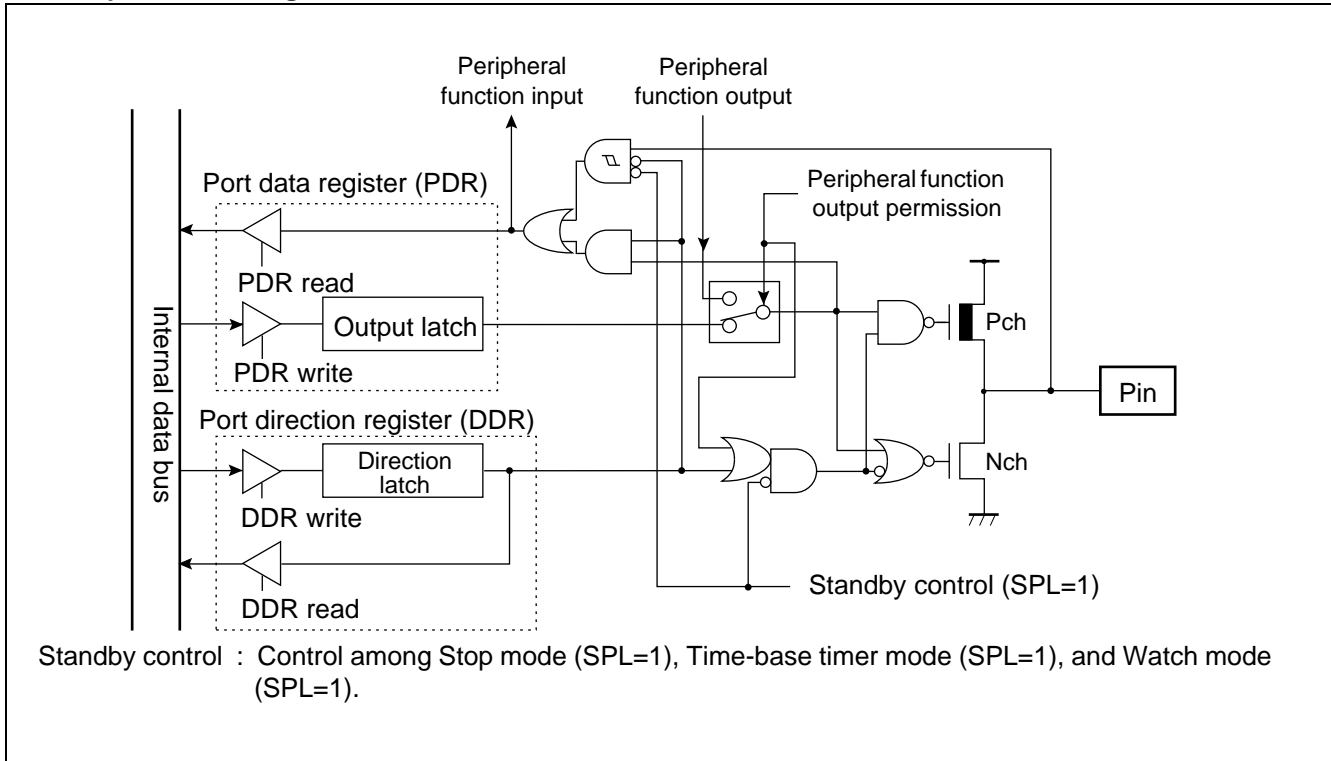 Peripheral
function input
Peripheral
function output
Port data register (PDR)
Peripheral function
output permission
PDR read
Output latch
PDR write
Pch
Pin
Internal data bus
Port direction register (DDR)
Direction
latch
Nch
DDR write
Standby control (SPL=1)
DDR read
Standby control : Control among Stop mode (SPL=1), Time-base timer mode (SPL=1), and Watch mode
(SPL=1).